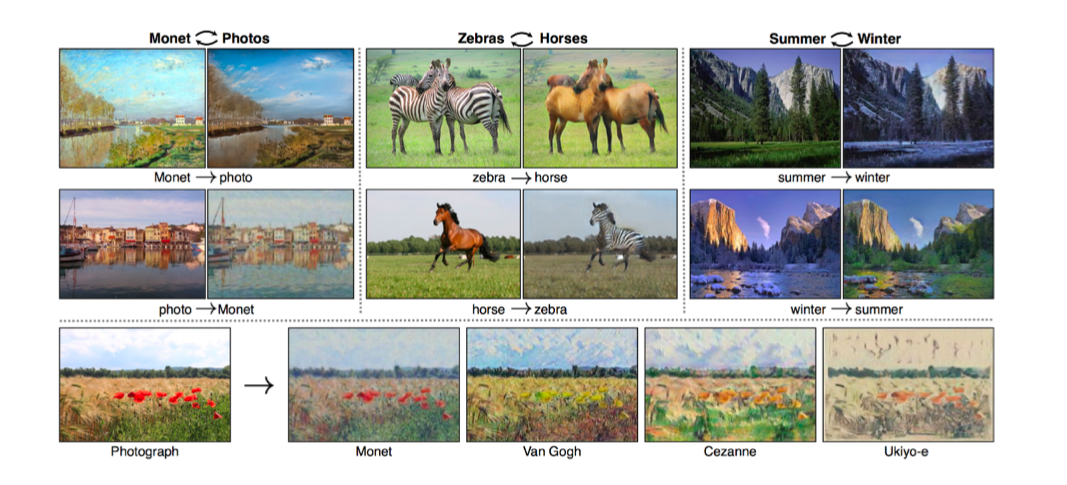 Monet ⇄ Photos
Zebras ⇄ Horses
Summer ⇄ Winter
Monet → photo
zebra → horse
summer → winter
photo → Monet
horse → zebra
winter → summer
Photograph
Monet
Van Gogh
Cezanne
Ukiyo-e